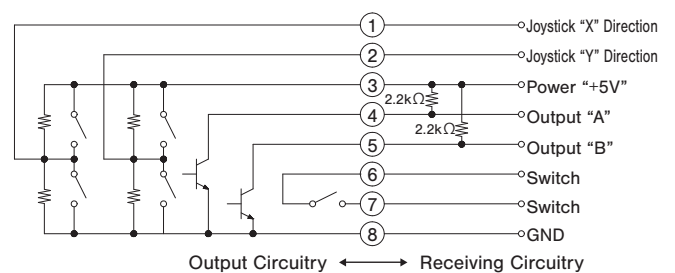 1 Joystick “X” Direction
2 Joystick “Y” Direction
3 Power “+5V”
2.2kΩ
4 Output “A”
2.2kΩ
5 Output “B”
6 Switch
7 Switch
8 GND
Output Circuitry ⟷ Receiving Circuitry